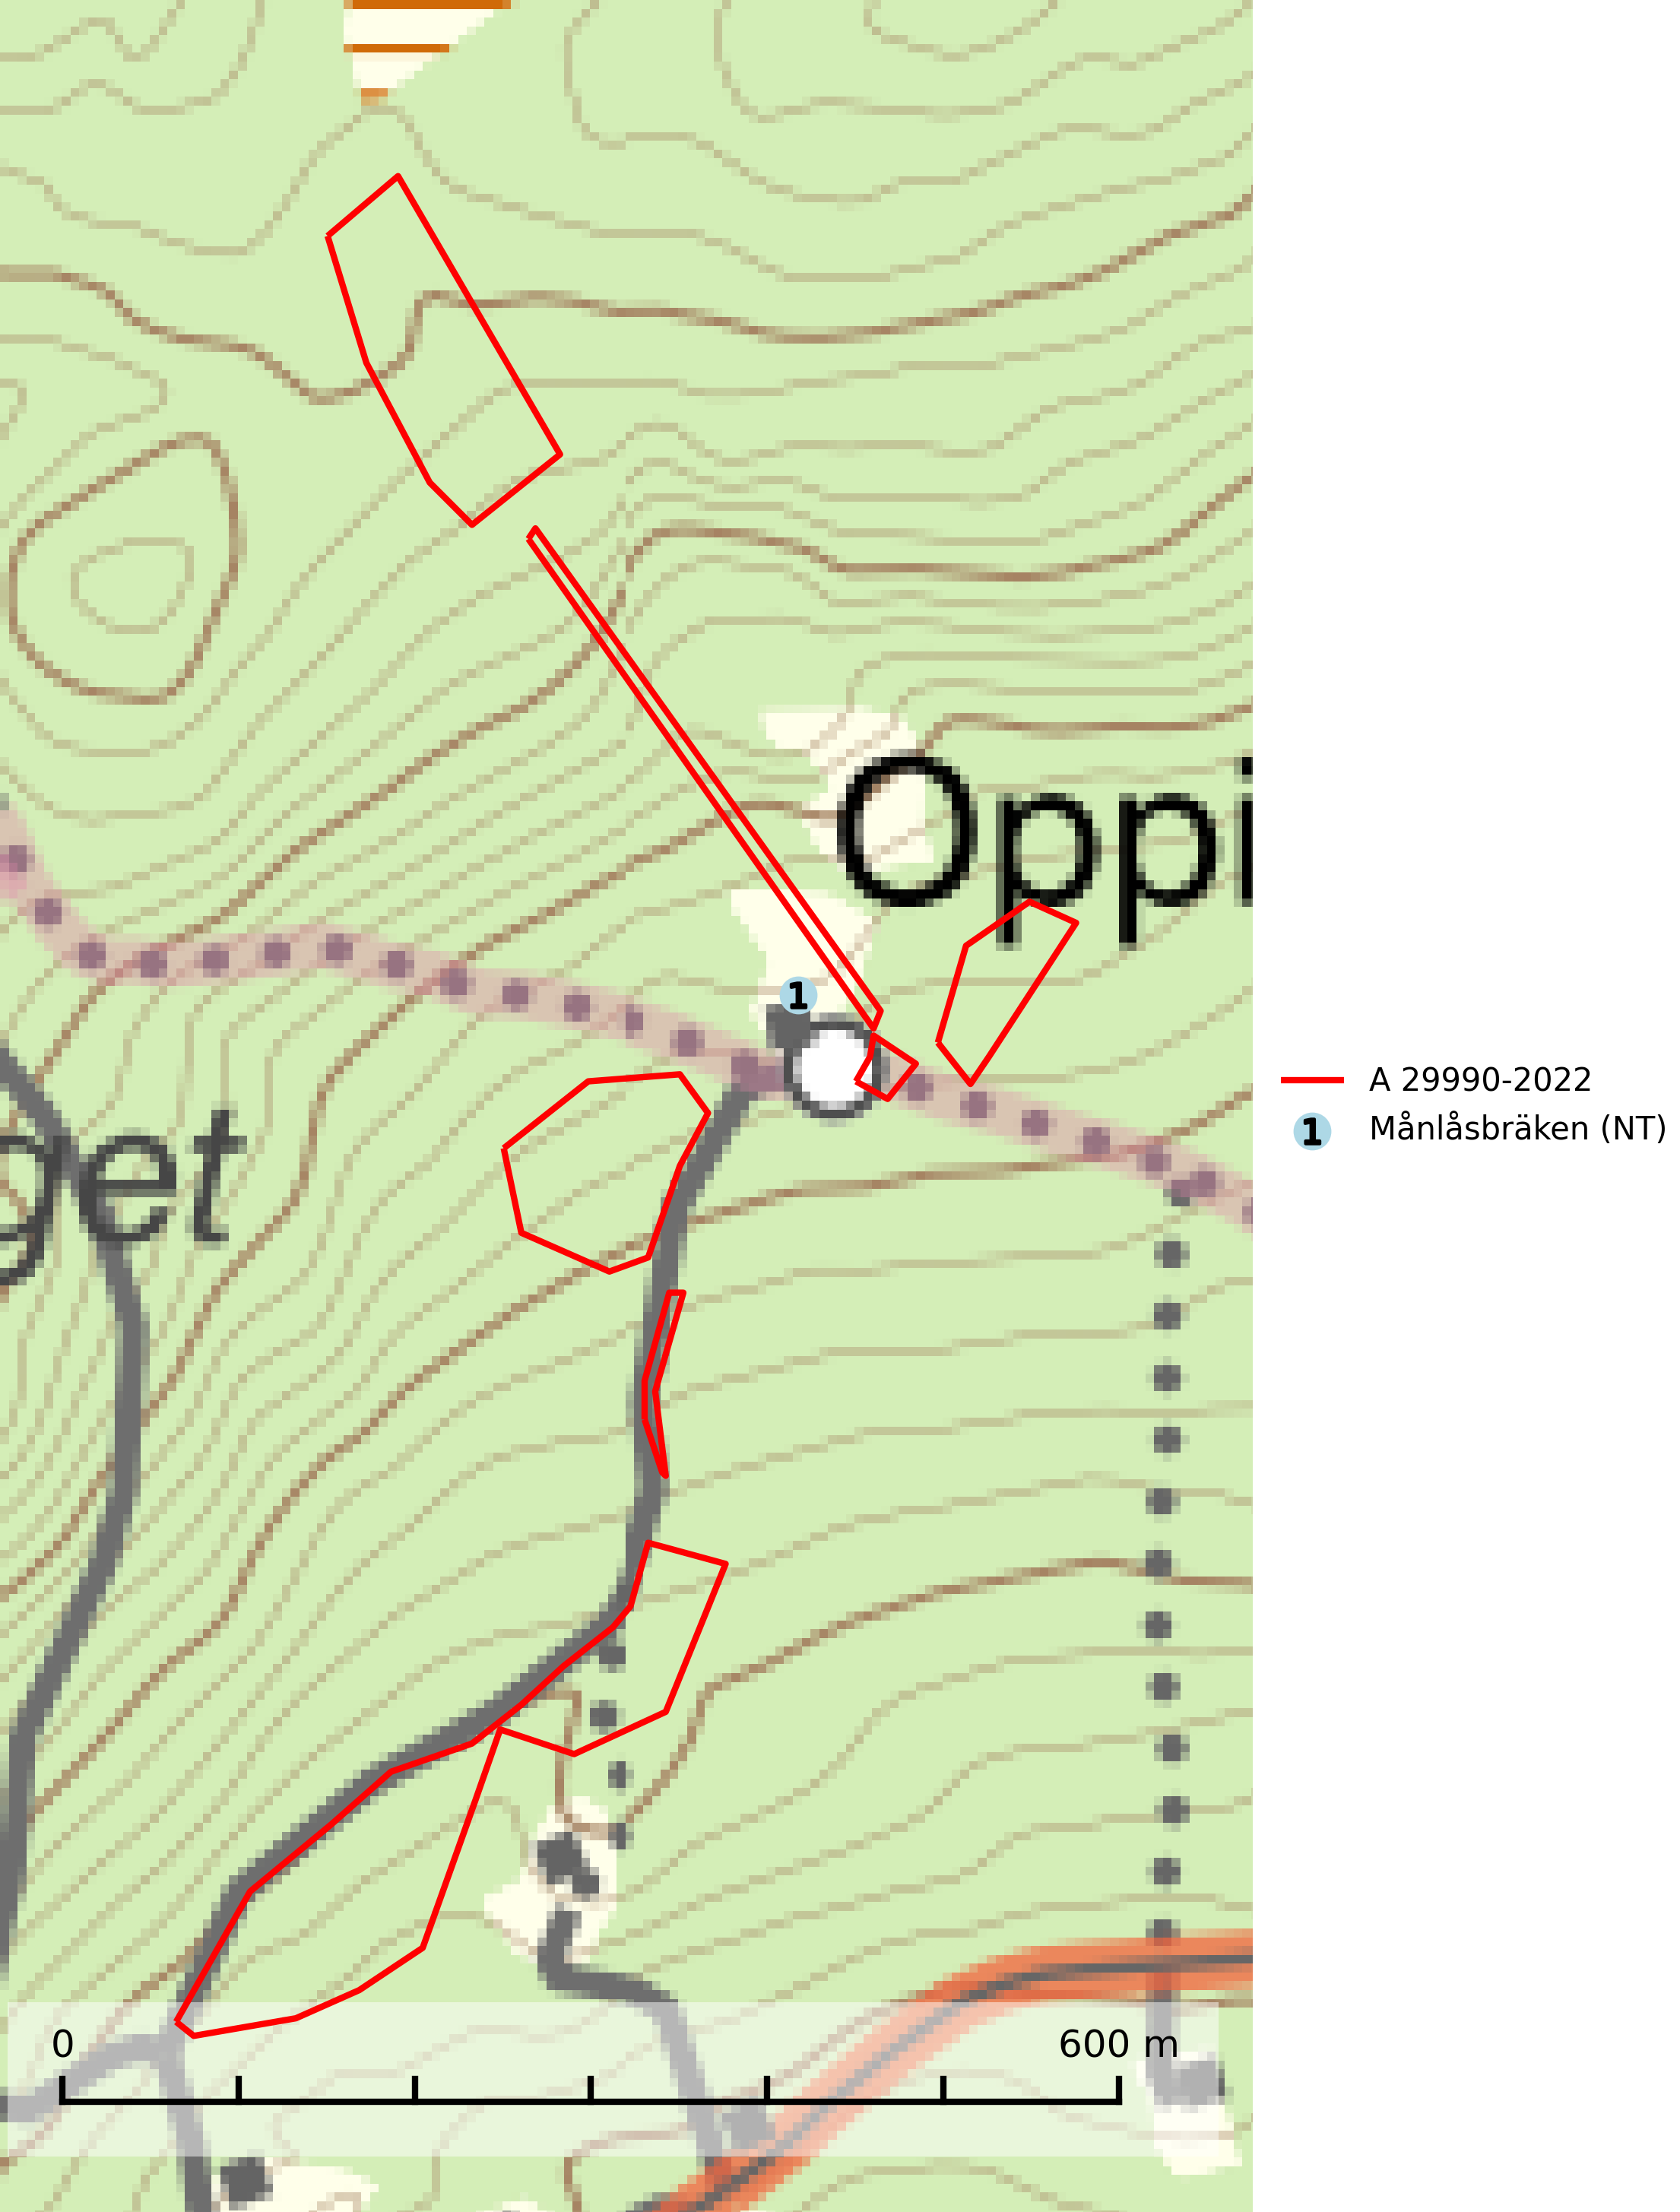 Oppi
1
get
A 29990-2022
1 Månlåsbräken (NT)
0 600 m